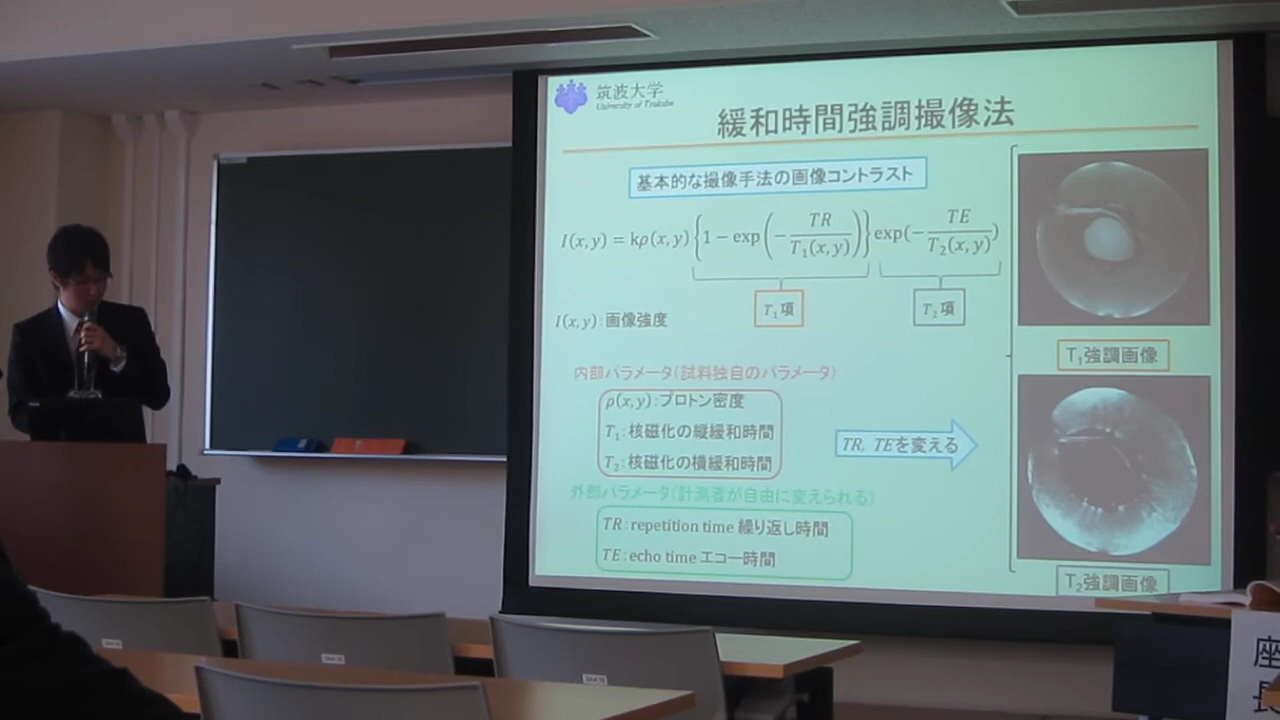 筑波大学
University of Tsukuba
緩和時間強調撮像法
基本的な撮像手法の画像コントラスト
I(x,y) = kρ(x,y) {1 − exp(−TR/T₁(x,y))} exp(−TE/T₂(x,y))
T₁項
T₂項
I(x,y):画像強度
内部パラメータ(試料独自のパラメータ)
ρ(x,y):プロトン密度
T₁:核磁化の縦緩和時間
T₂:核磁化の横緩和時間
外部パラメータ(計測者が自由に変えられる)
TR:repetition time 繰り返し時間
TE:echo time エコー時間
TR, TEを変える
T₁強調画像
T₂強調画像
座
長